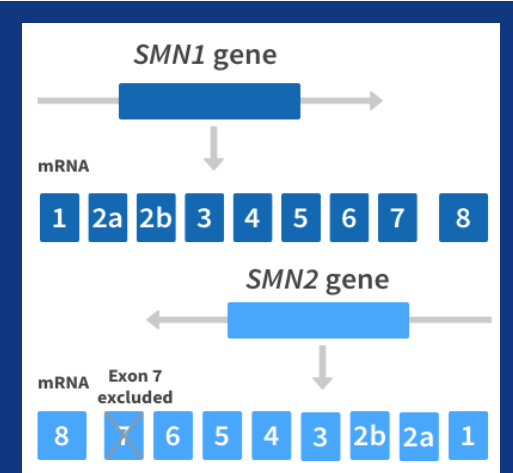 SMN1 gene
mRNA
1 2a 2b 3 4 5 6 7 8
SMN2 gene
mRNA
Exon 7
excluded
8 7 6 5 4 3 2b 2a 1